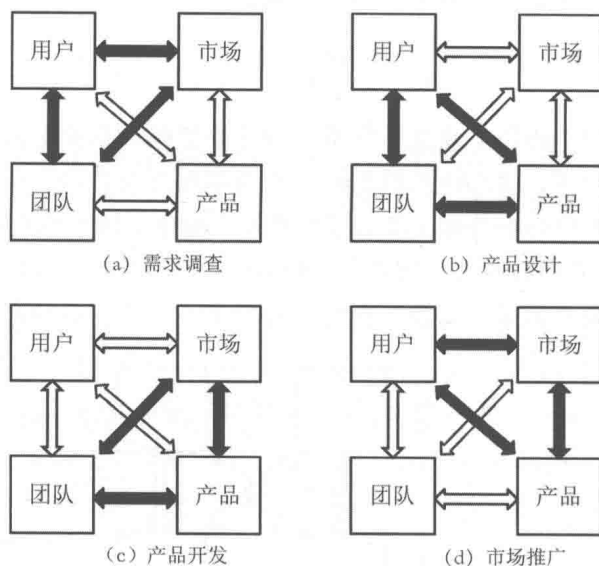 用户 市场 用户 市场
团队 产品 团队 产品
(a) 需求调查 (b) 产品设计
用户 市场 用户 市场
团队 产品 团队 产品
(c) 产品开发 (d) 市场推广